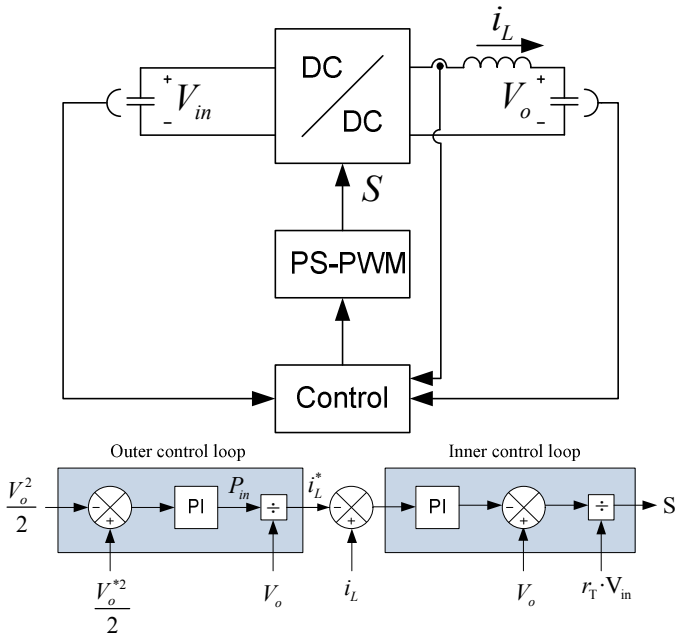 i_L
DC
DC
+
V_in
−
+
V_o
−
S
PS-PWM
Control
Outer control loop
Inner control loop
V_o^2/2
−
+
PI
P_in
÷
i_L^*
−
+
PI
−
+
÷
S
V_o^{*2}/2
V_o
i_L
V_o
r_T·V_in